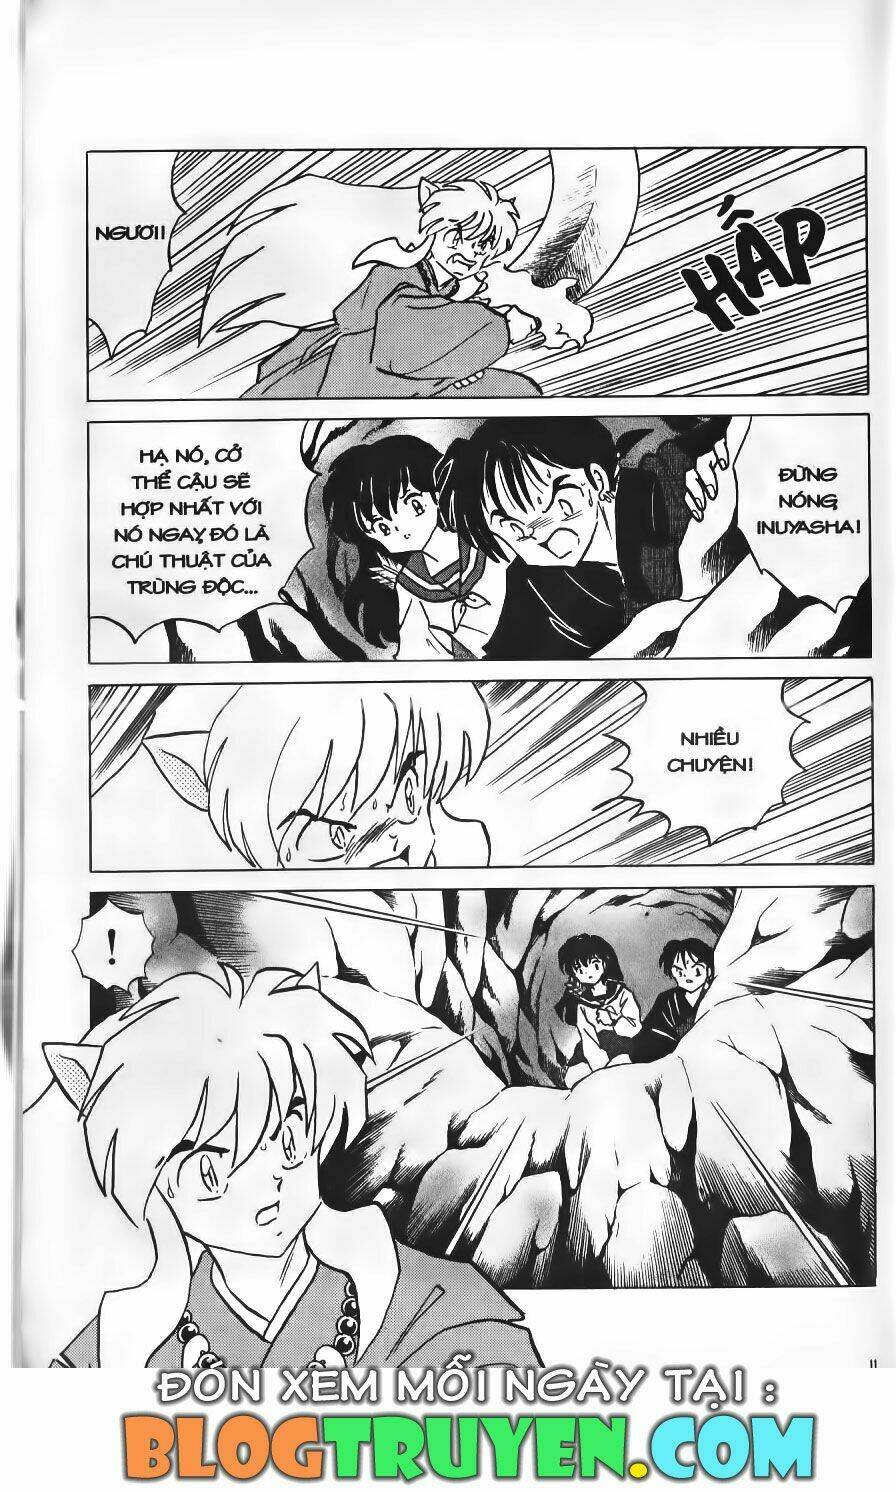 NGƯƠI!
HẤP
ĐỪNG
NÓNG,
INUYASHA!
HẠ NÓ, CỞ
THỂ CẬU SẼ
HỢP NHẤT VỚI
NÓ NGAY, ĐÓ LÀ
CHÚ THUẬT CỦA
TRÙNG ĐỘC...
NHIỀU
CHUYỆN!
!
11
ĐÓN XEM MỖI NGÀY TẠI :
BLOGTRUYEN.COM